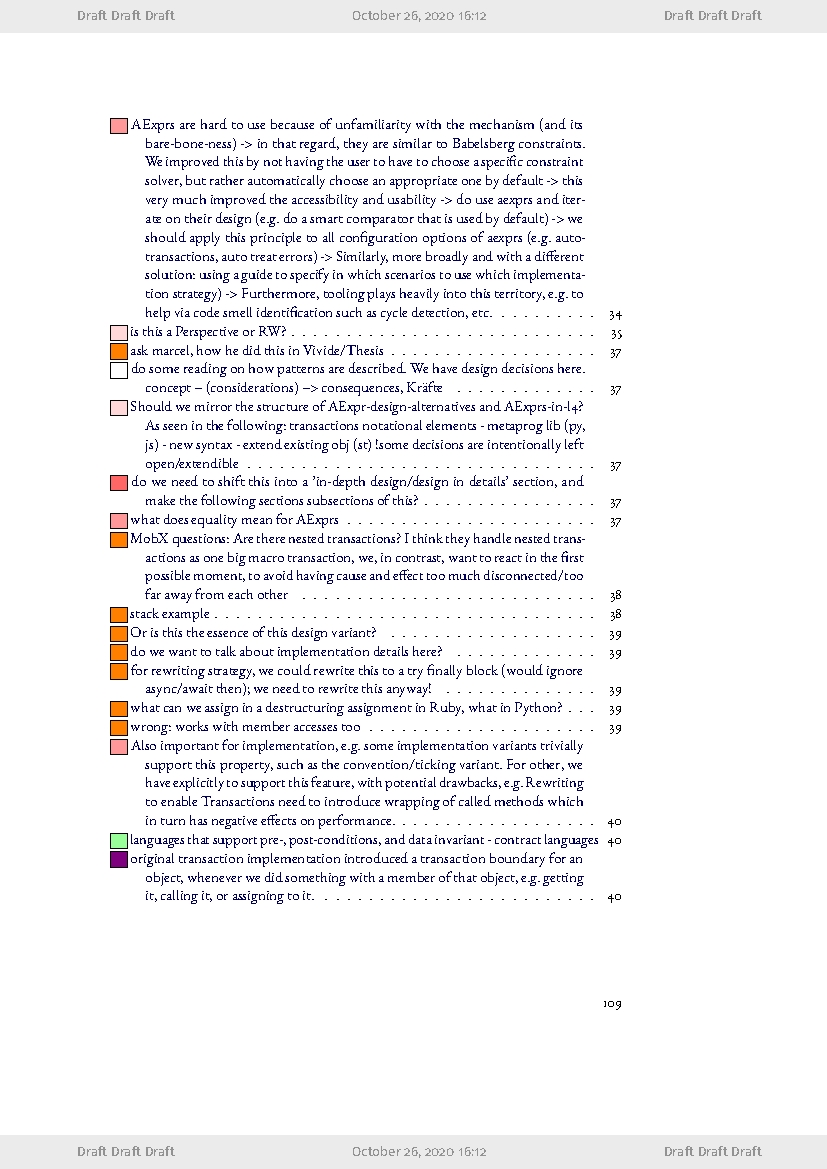 Draft Draft Draft October 26, 2020 16:12 Draft Draft Draft
AExprs are hard to use because of unfamiliarity with the mechanism (and its
bare-bone-ness) -> in that regard, they are similar to Babelsberg constraints.
We improved this by not having the user to have to choose a specific constraint
solver, but rather automatically choose an appropriate one by default -> this
very much improved the accessibility and usability -> do use aexprs and iter-
ate on their design (e.g. do a smart comparator that is used by default) -> we
should apply this principle to all configuration options of aexprs (e.g. auto-
transactions, auto treat errors) -> Similarly, more broadly and with a different
solution: using a guide to specify in which scenarios to use which implementa-
tion strategy) -> Furthermore, tooling plays heavily into this territory, e.g. to
help via code smell identification such as cycle detection, etc. . . . . . . . . . . 34
is this a Perspective or RW? . . . . . . . . . . . . . . . . . . . . . . . . . . . . 35
ask marcel, how he did this in Vivide/Thesis . . . . . . . . . . . . . . . . . . . 37
do some reading on how patterns are described. We have design decisions here.
concept – (considerations) –> consequences, Kräfte . . . . . . . . . . . . . 37
Should we mirror the structure of AExpr-design-alternatives and AExprs-in-l4?
As seen in the following: transactions notational elements - metaprog lib (py,
js) - new syntax - extend existing obj (st) !some decisions are intentionally left
open/extendible . . . . . . . . . . . . . . . . . . . . . . . . . . . . . . . . 37
do we need to shift this into a 'in-depth design/design in details' section, and
make the following sections subsections of this? . . . . . . . . . . . . . . . . 37
what does equality mean for AExprs . . . . . . . . . . . . . . . . . . . . . . . 37
MobX questions: Are there nested transactions? I think they handle nested trans-
actions as one big macro transaction, we, in contrast, want to react in the first
possible moment, to avoid having cause and effect too much disconnected/too
far away from each other . . . . . . . . . . . . . . . . . . . . . . . . . . . 38
stack example . . . . . . . . . . . . . . . . . . . . . . . . . . . . . . . . . . . 38
Or is this the essence of this design variant? . . . . . . . . . . . . . . . . . . . 39
do we want to talk about implementation details here? . . . . . . . . . . . . . 39
for rewriting strategy, we could rewrite this to a try finally block (would ignore
async/await then); we need to rewrite this anyway! . . . . . . . . . . . . . . 39
what can we assign in a destructuring assignment in Ruby, what in Python? . . . 39
wrong: works with member accesses too . . . . . . . . . . . . . . . . . . . . . 39
Also important for implementation, e.g. some implementation variants trivially
support this property, such as the convention/ticking variant. For other, we
have explicitly to support this feature, with potential drawbacks, e.g. Rewriting
to enable Transactions need to introduce wrapping of called methods which
in turn has negative effects on performance. . . . . . . . . . . . . . . . . . . 40
languages that support pre-, post-conditions, and data invariant - contract languages 40
original transaction implementation introduced a transaction boundary for an
object, whenever we did something with a member of that object, e.g. getting
it, calling it, or assigning to it. . . . . . . . . . . . . . . . . . . . . . . . . . 40
109
Draft Draft Draft October 26, 2020 16:12 Draft Draft Draft